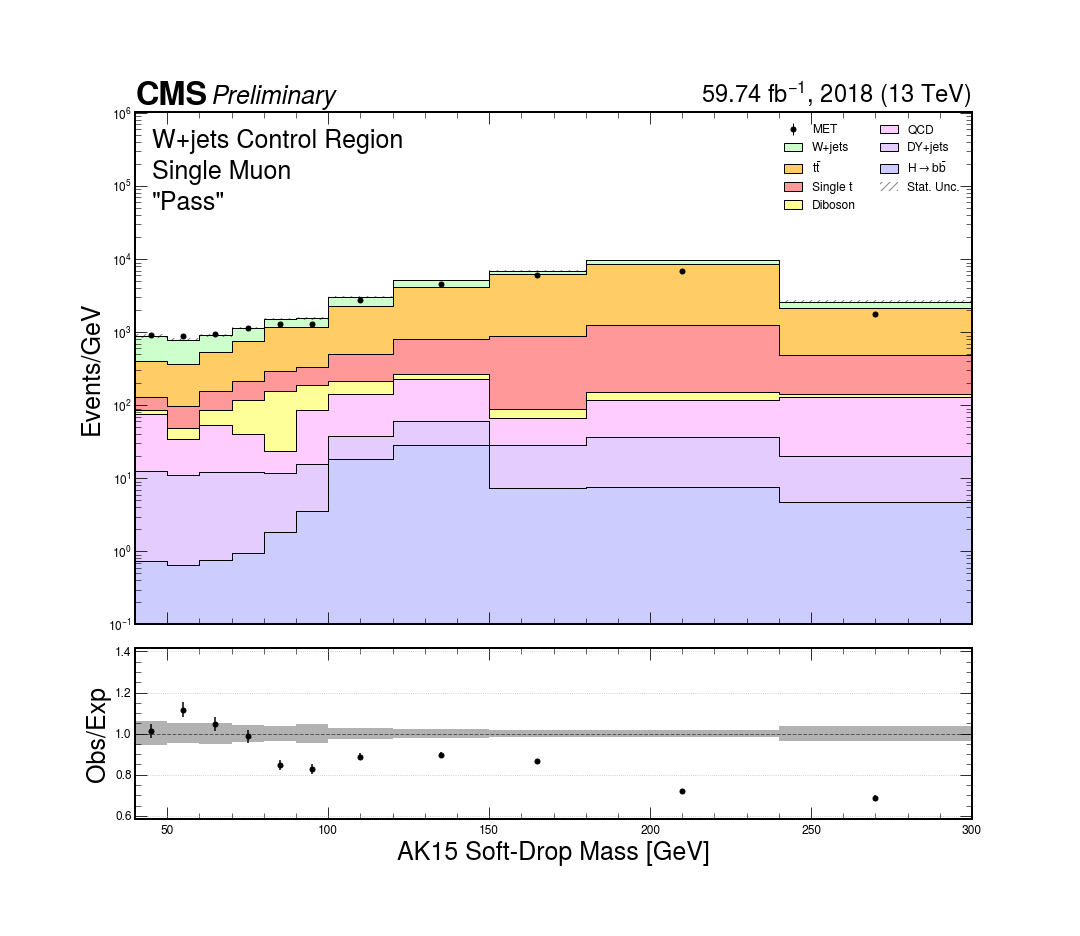 CMS Preliminary
59.74 fb⁻¹, 2018 (13 TeV)
W+jets Control Region
Single Muon
"Pass"
MET
W+jets
tt̄
Single t
Diboson
QCD
DY+jets
H→bb̄
Stat. Unc.
Events/GeV
10⁶
10⁵
10⁴
10³
10²
10¹
10⁰
10⁻¹
Obs/Exp
1.4
1.2
1.0
0.8
0.6
50 100 150 200 250 300
AK15 Soft-Drop Mass [GeV]